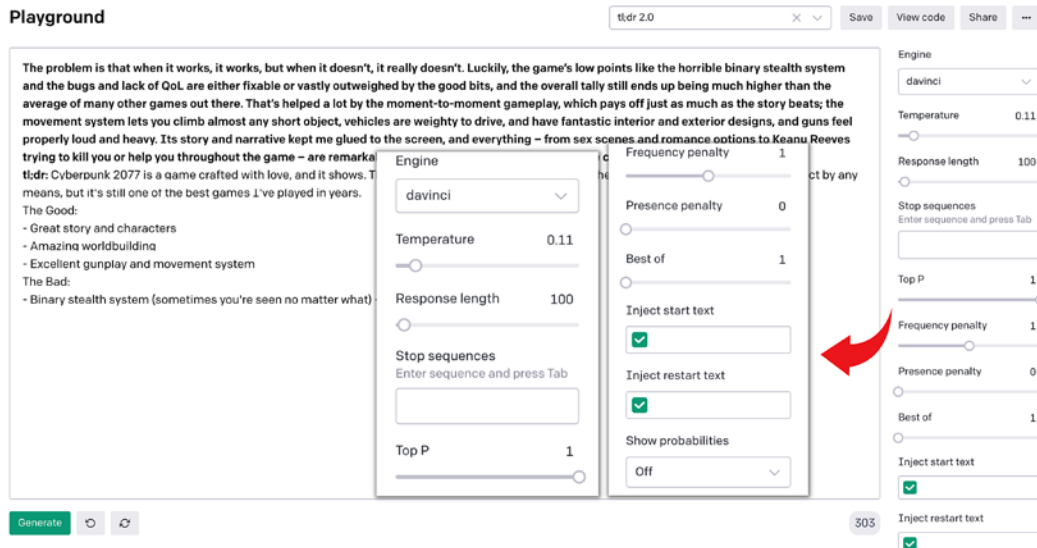 Playground
tl;dr 2.0
Save
View code
Share
...
The problem is that when it works, it works, but when it doesn't, it really doesn't. Luckily, the game's low points like the horrible binary stealth system
and the bugs and lack of QoL are either fixable or vastly outweighed by the good bits, and the overall tally still ends up being much higher than the
average of many other games out there. That's helped a lot by the moment-to-moment gameplay, which pays off just as much as the story beats; the
movement system lets you climb almost any short object, vehicles are weighty to drive, and have fantastic interior and exterior designs, and guns feel
properly loud and heavy. Its story and narrative kept me glued to the screen, and everything – from sex scenes and romance options to Keanu Reeves
trying to kill you or help you throughout the game – are
tl;dr: Cyberpunk 2077 is a game crafted with love, and it shows.
ct by any
means, but it's still one of the best games I've played in years.
The Good:
- Great story and characters
- Amazing worldbuilding
- Excellent gunplay and movement system
The Bad:
- Binary stealth system (sometimes you're seen no matter what)
Engine
davinci
Temperature 0.11
Response length 100
Stop sequences
Enter sequence and press Tab
Top P 1
Frequency penalty 1
Presence penalty 0
Best of 1
Inject start text
Inject restart text
Show probabilities
Off
Engine
davinci
Temperature 0.11
Response length 100
Stop sequences
Enter sequence and press Tab
Top P 1
Frequency penalty 1
Presence penalty 0
Best of 1
Inject start text
Inject restart text
Generate
303